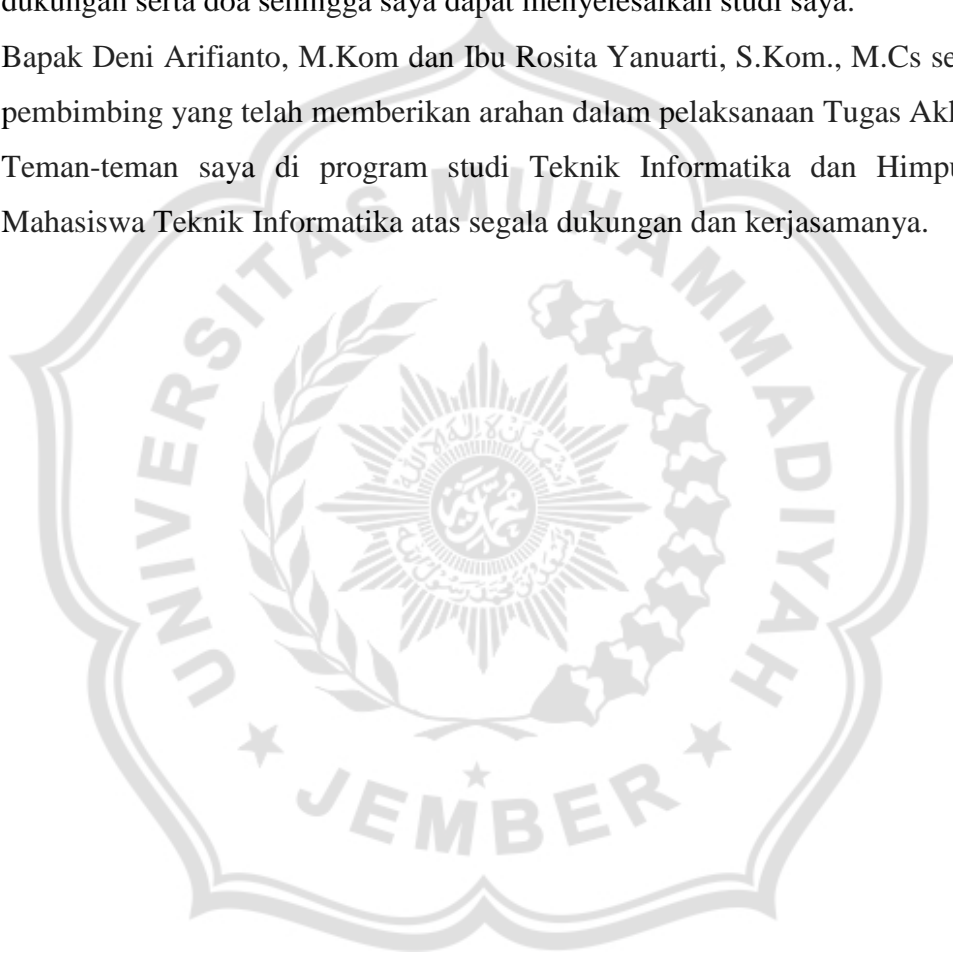 dukungan serta doa sehingga saya dapat menyelesaikan studi saya.
Bapak Deni Arifianto, M.Kom dan Ibu Rosita Yanuarti, S.Kom., M.Cs se
pembimbing yang telah memberikan arahan dalam pelaksanaan Tugas Ak
Teman-teman saya di program studi Teknik Informatika dan Himpu
Mahasiswa Teknik Informatika atas segala dukungan dan kerjasamanya.
UNIVERSITAS MUHAMMADIYAH
JEMBER